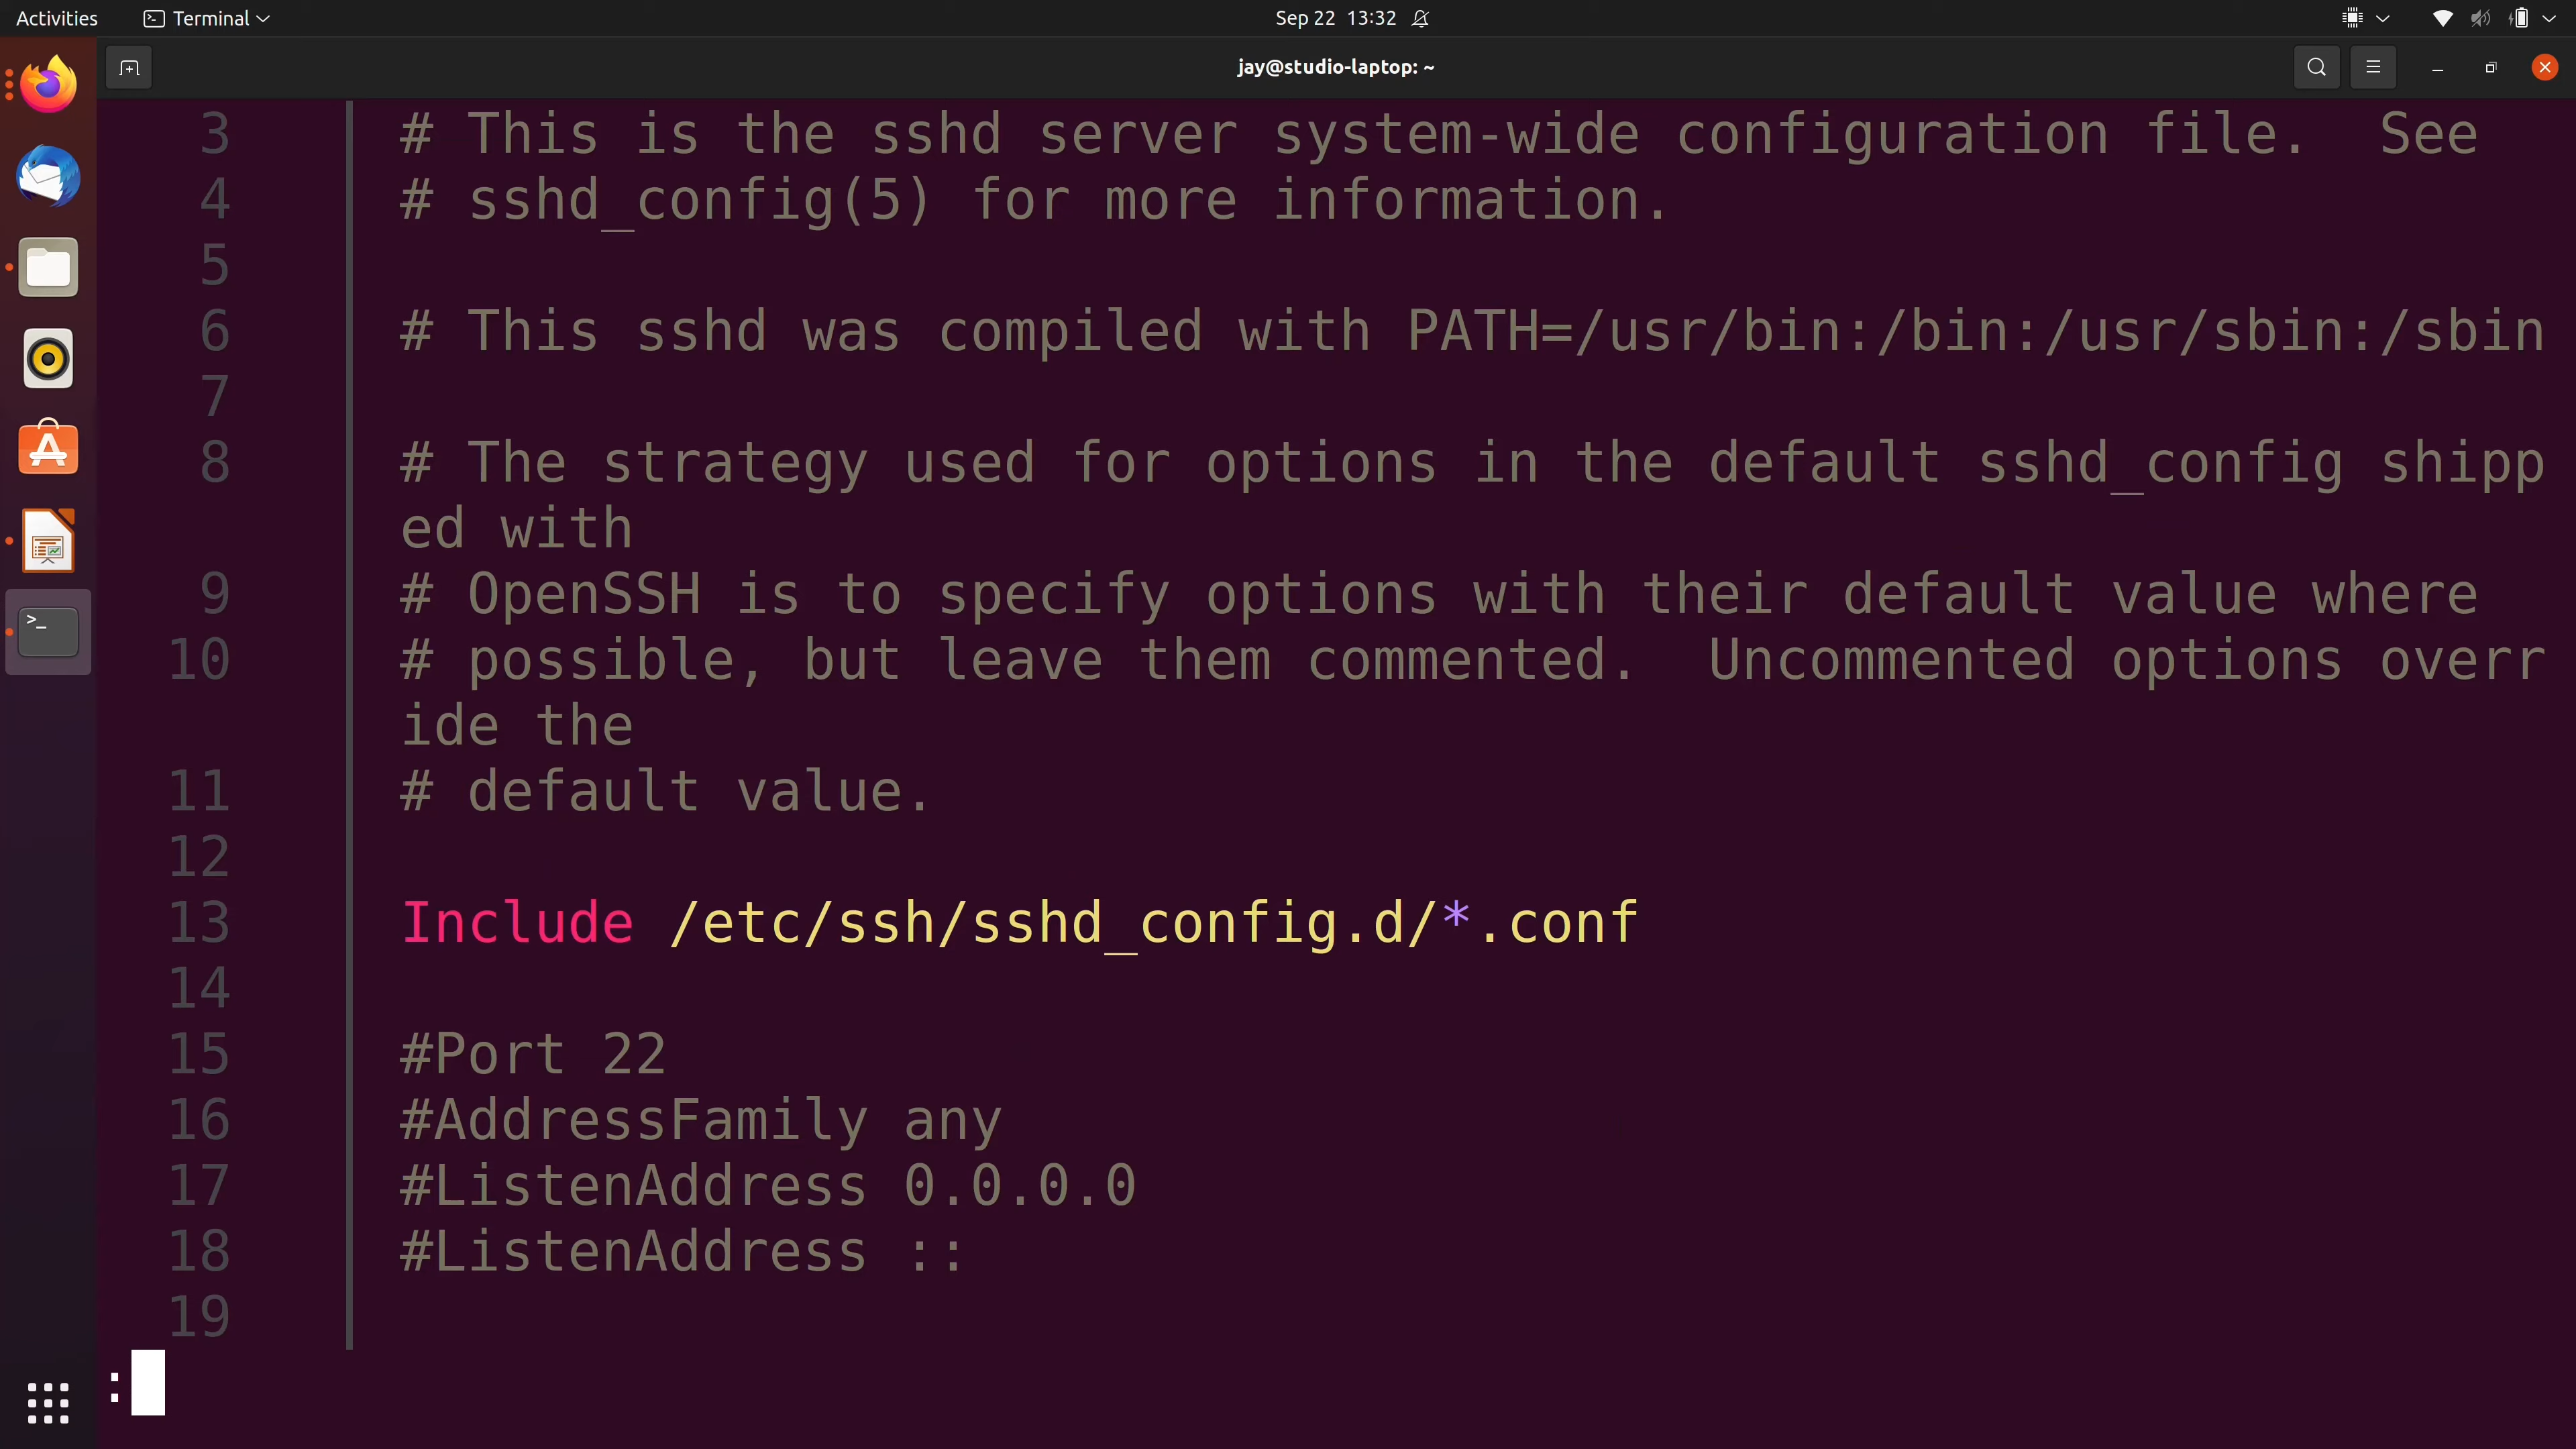 Activities Terminal Sep 22 13:32
jay@studio-laptop: ~
3 # This is the sshd server system-wide configuration file.  See
4 # sshd_config(5) for more information.
5
6 # This sshd was compiled with PATH=/usr/bin:/bin:/usr/sbin:/sbin
7
8 # The strategy used for options in the default sshd_config shipp
ed with
9 # OpenSSH is to specify options with their default value where
10 # possible, but leave them commented.  Uncommented options overr
ide the
11 # default value.
12
13 Include /etc/ssh/sshd_config.d/*.conf
14
15 #Port 22
16 #AddressFamily any
17 #ListenAddress 0.0.0.0
18 #ListenAddress ::
19
: